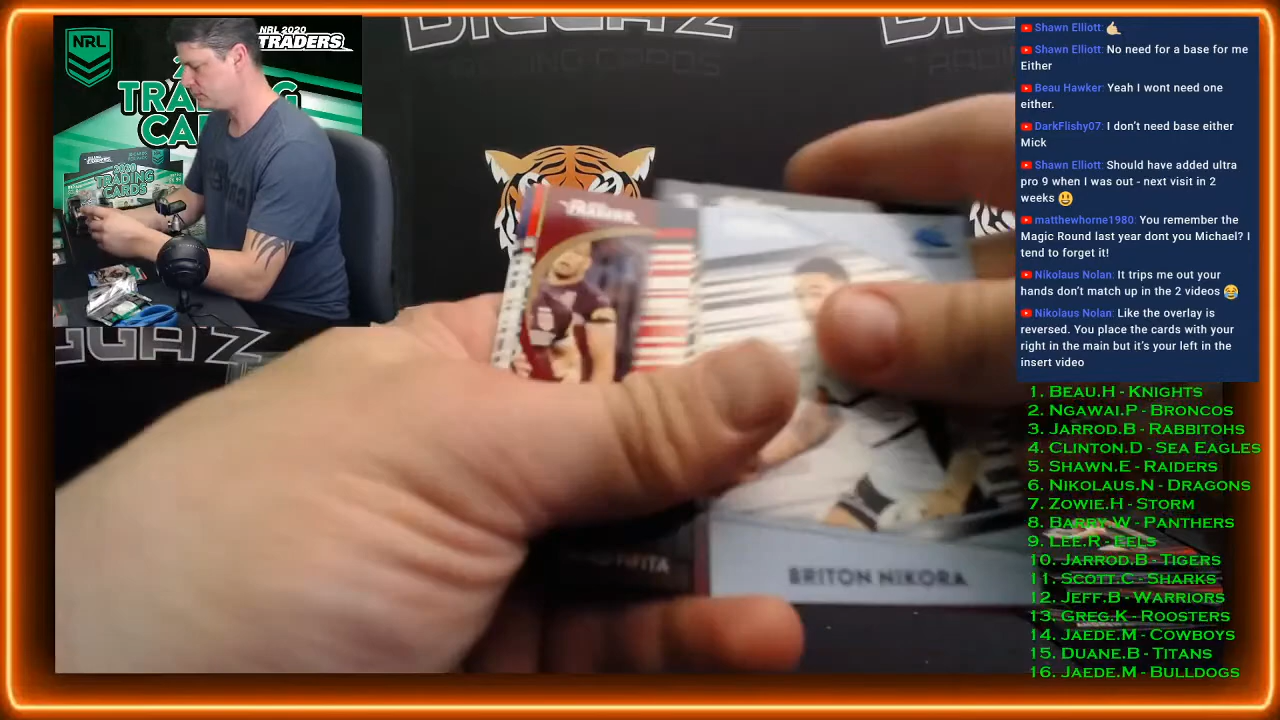 NRL
NRL 2020
TRADERS
TRADERS
BRITON NIKORA
Shawn Elliott: 🤙
Shawn Elliott: No need for a base for me
Either
Beau Hawker: Yeah I wont need one
either.
DarkFlishy07: I don't need base either
Mick
Shawn Elliott: Should have added ultra
pro 9 when I was out - next visit in 2
weeks 😃
matthewhorne1980: You remember the
Magic Round last year dont you Michael? I
tend to forget it!
Nikolaus Nolan: It trips me out your
hands don't match up in the 2 videos 😂
Nikolaus Nolan: Like the overlay is
reversed. You place the cards with your
right in the main but it's your left in the
insert video
1. Beau.H - Knights
2. Ngawai.P - Broncos
3. Jarrod.B - Rabbitohs
4. Clinton.D - Sea Eagles
5. Shawn.E - Raiders
6. Nikolaus.N - Dragons
7. Zowie.H - Storm
8. Barry.W - Panthers
9. Lee.R - Eels
10. Jarrod.B - Tigers
11. Scott.C - Sharks
12. Jeff.B - Warriors
13. Greg.K - Roosters
14. Jaede.M - Cowboys
15. Duane.B - Titans
16. Jaede.M - Bulldogs